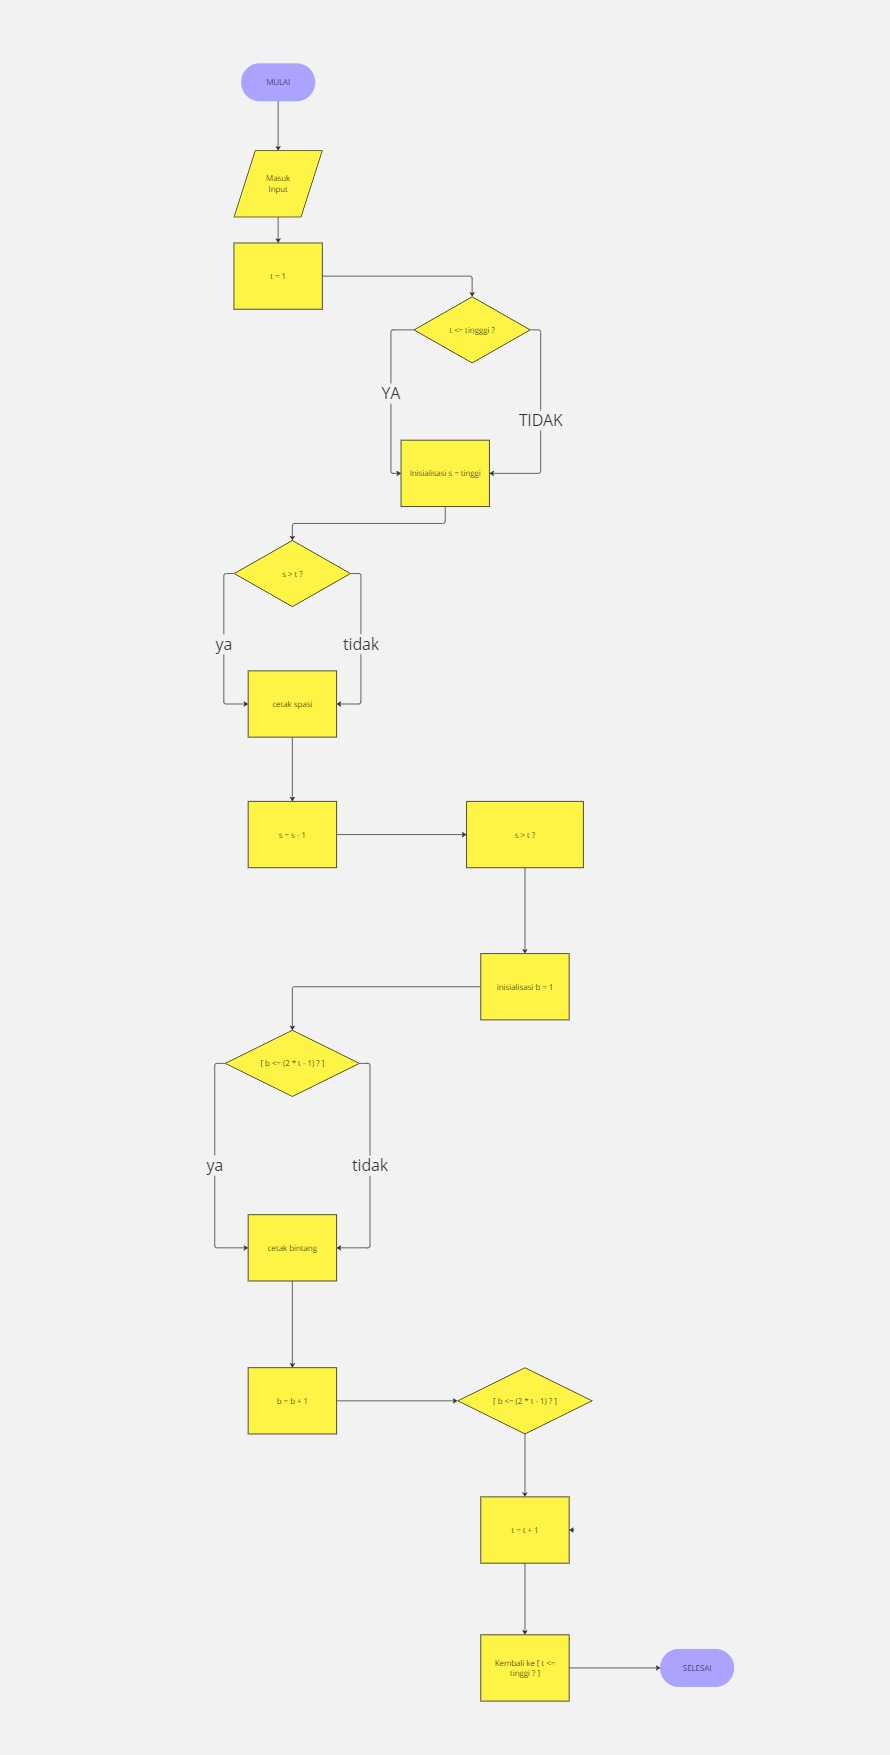 MULAI
Masuk
Input
t = 1
t <= tingggi ?
YA
TIDAK
Inisialisasi s = tinggi
s > t ?
ya
tidak
cetak spasi
s = s - 1
s > t ?
inisialisasi b = 1
[ b <= (2 * t - 1) ? ]
ya
tidak
cetak bintang
b = b + 1
[ b <= (2 * t - 1) ? ]
t = t + 1
Kembali ke [ t <=
tinggi ? ]
SELESAI